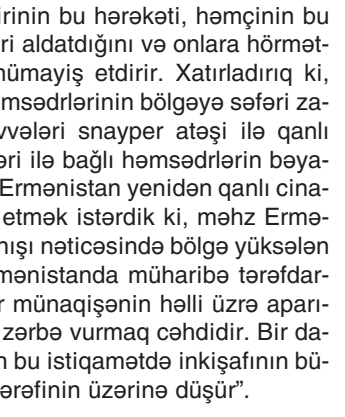 irinin bu hərəkəti, həmçinin bu
ri aldatdığını və onlara hörmət-
nümayiş etdirir. Xatırladırıq ki,
msədrlərinin bölgəyə səfəri za-
vvələri snayper atəşi ilə qanlı
əri ilə bağlı həmsədrlərin bəya-
Ermənistan yenidən qanlı cina-
etmək istərdik ki, məhz Ermə-
nışı nəticəsində bölgə yüksələn
mənistanda müharibə tərəfdar-
r münaqişənin həlli üzrə aparı-
zərbə vurmaq cəhdidir. Bir da-
n bu istiqamətdə inkişafının bü-
ərəfinin üzərinə düşür”.